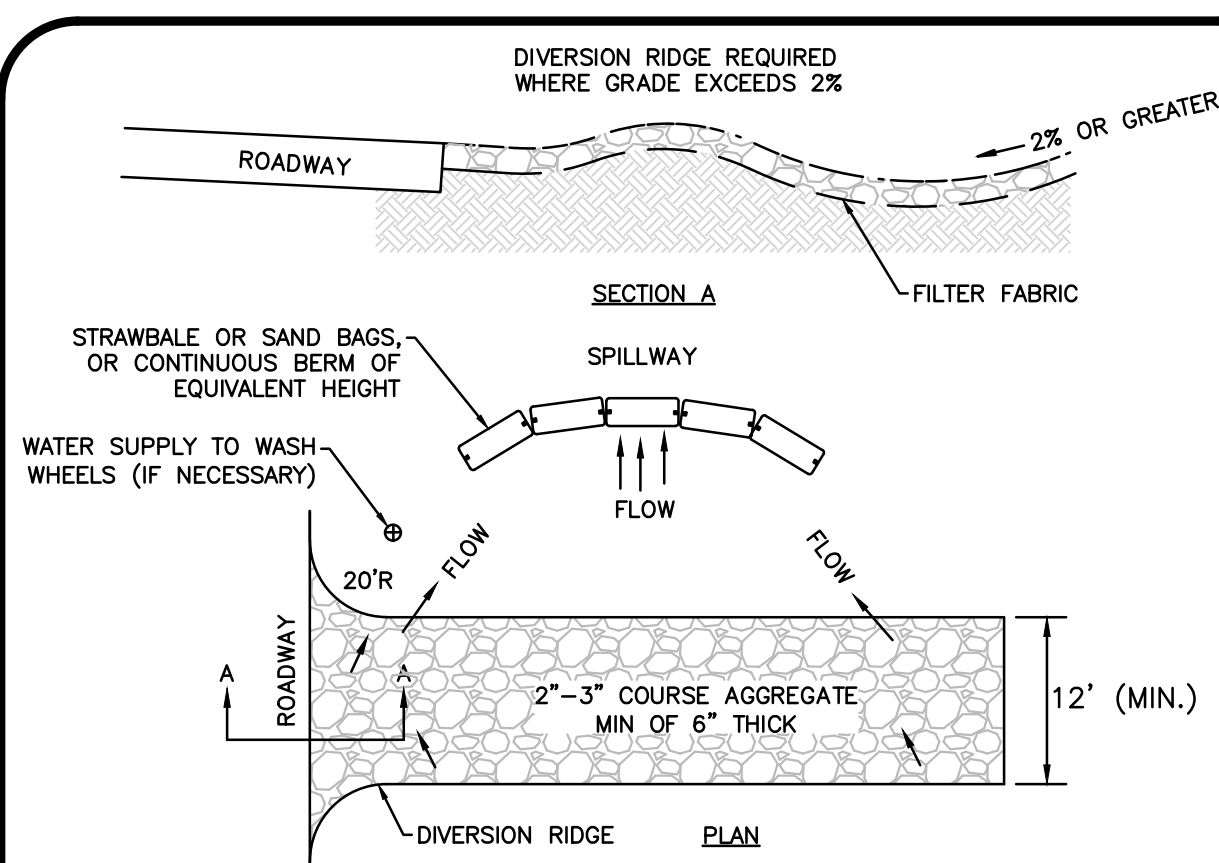 DIVERSION RIDGE REQUIRED
WHERE GRADE EXCEEDS 2%
2% OR GREATER
ROADWAY
SECTION A
FILTER FABRIC
STRAWBALE OR SAND BAGS,
OR CONTINUOUS BERM OF
EQUIVALENT HEIGHT
SPILLWAY
WATER SUPPLY TO WASH
WHEELS (IF NECESSARY)
FLOW
FLOW
FLOW
20'R
ROADWAY
A
A
2"-3" COURSE AGGREGATE
MIN OF 6" THICK
12' (MIN.)
DIVERSION RIDGE
PLAN